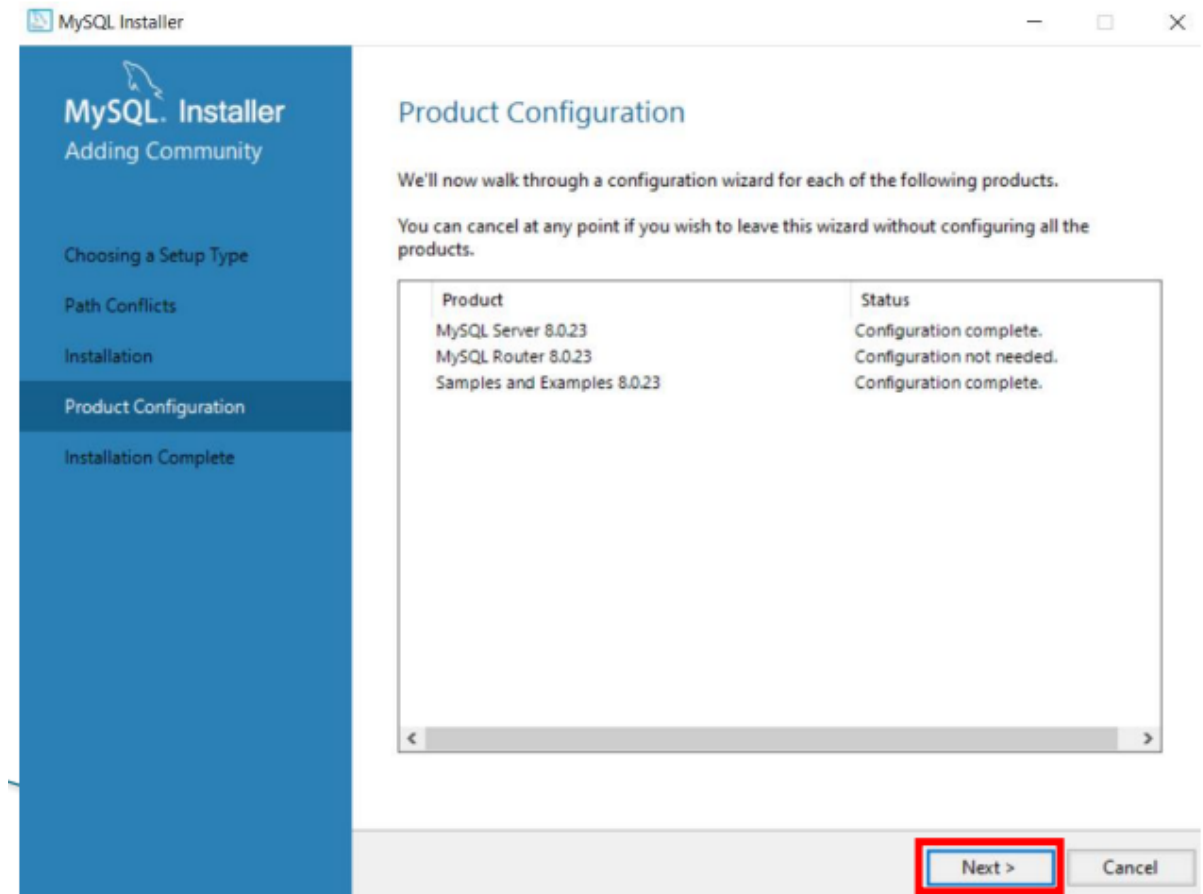 MySQL Installer
MySQL. Installer
Adding Community
Choosing a Setup Type
Path Conflicts
Installation
Product Configuration
Installation Complete
Product Configuration
We'll now walk through a configuration wizard for each of the following products.
You can cancel at any point if you wish to leave this wizard without configuring all the
products.
Product Status
MySQL Server 8.0.23 Configuration complete.
MySQL Router 8.0.23 Configuration not needed.
Samples and Examples 8.0.23 Configuration complete.
Next > Cancel